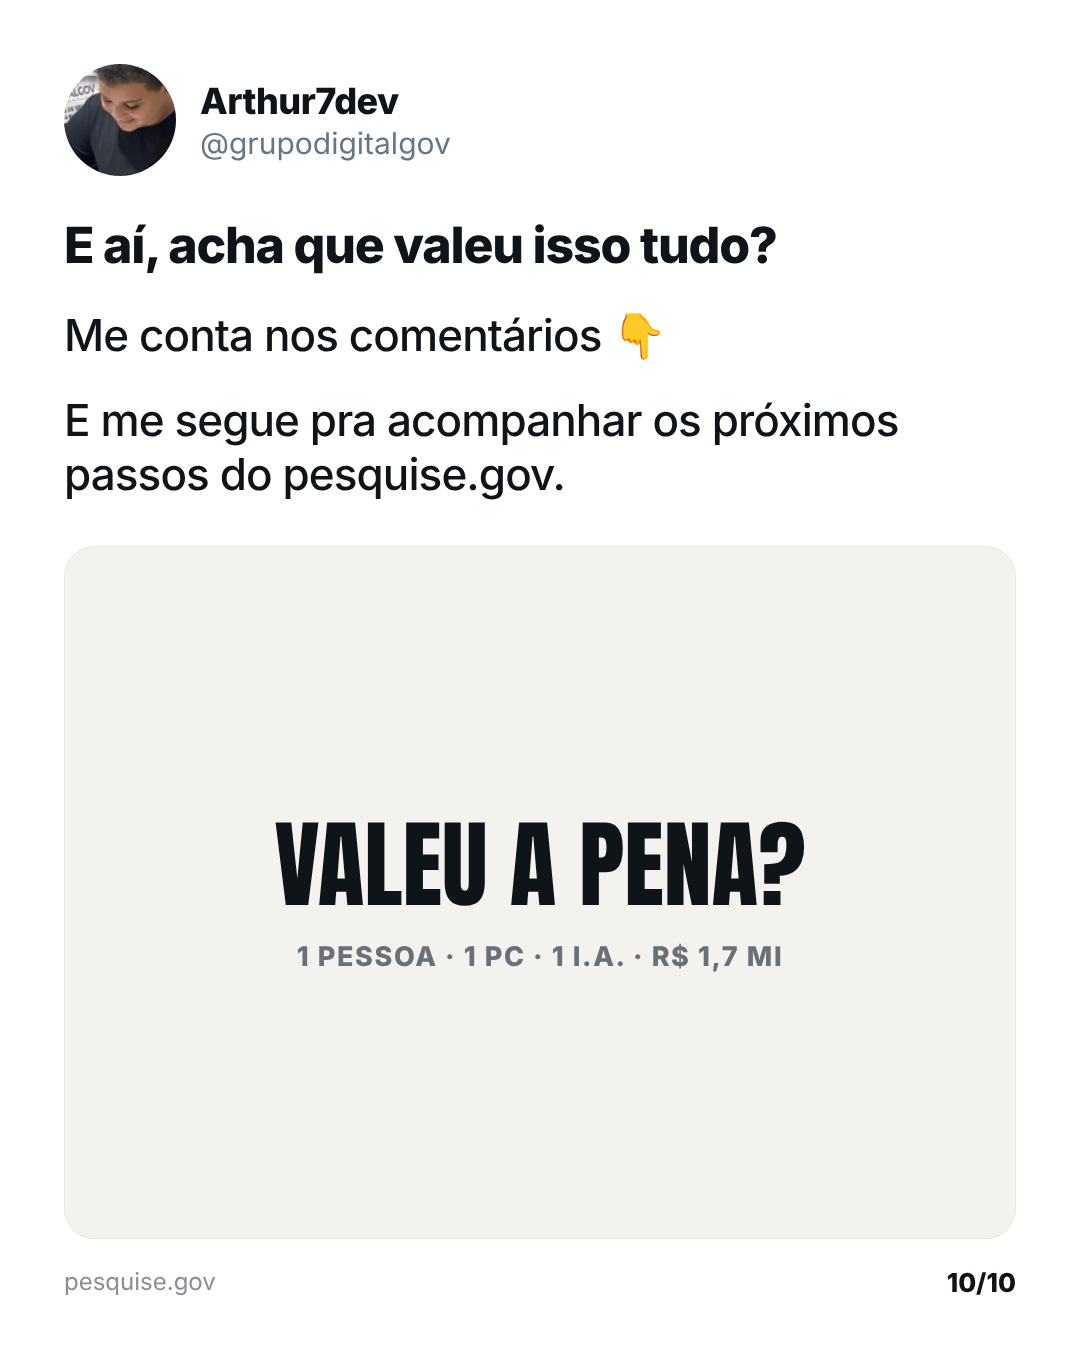 Arthur7dev
@grupodigitalgov
E aí, acha que valeu isso tudo?
Me conta nos comentários 👇
E me segue pra acompanhar os próximos
passos do pesquise.gov.
VALEU A PENA?
1 PESSOA · 1 PC · 1 I.A. · R$ 1,7 MI
pesquise.gov
10/10